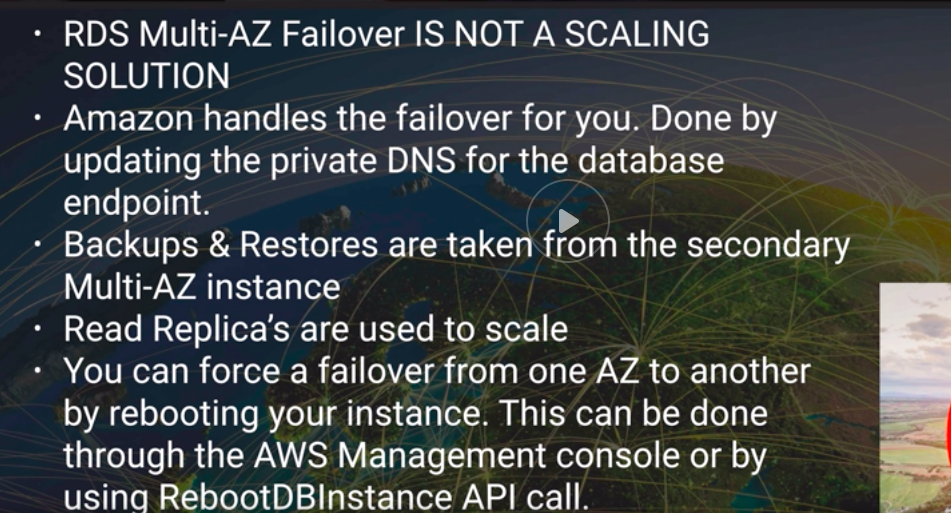 • RDS Multi-AZ Failover IS NOT A SCALING
SOLUTION
• Amazon handles the failover for you. Done by
updating the private DNS for the database
endpoint.
• Backups & Restores are taken from the secondary
Multi-AZ instance
• Read Replica's are used to scale
• You can force a failover from one AZ to another
by rebooting your instance. This can be done
through the AWS Management console or by
using RebootDBInstance API call.